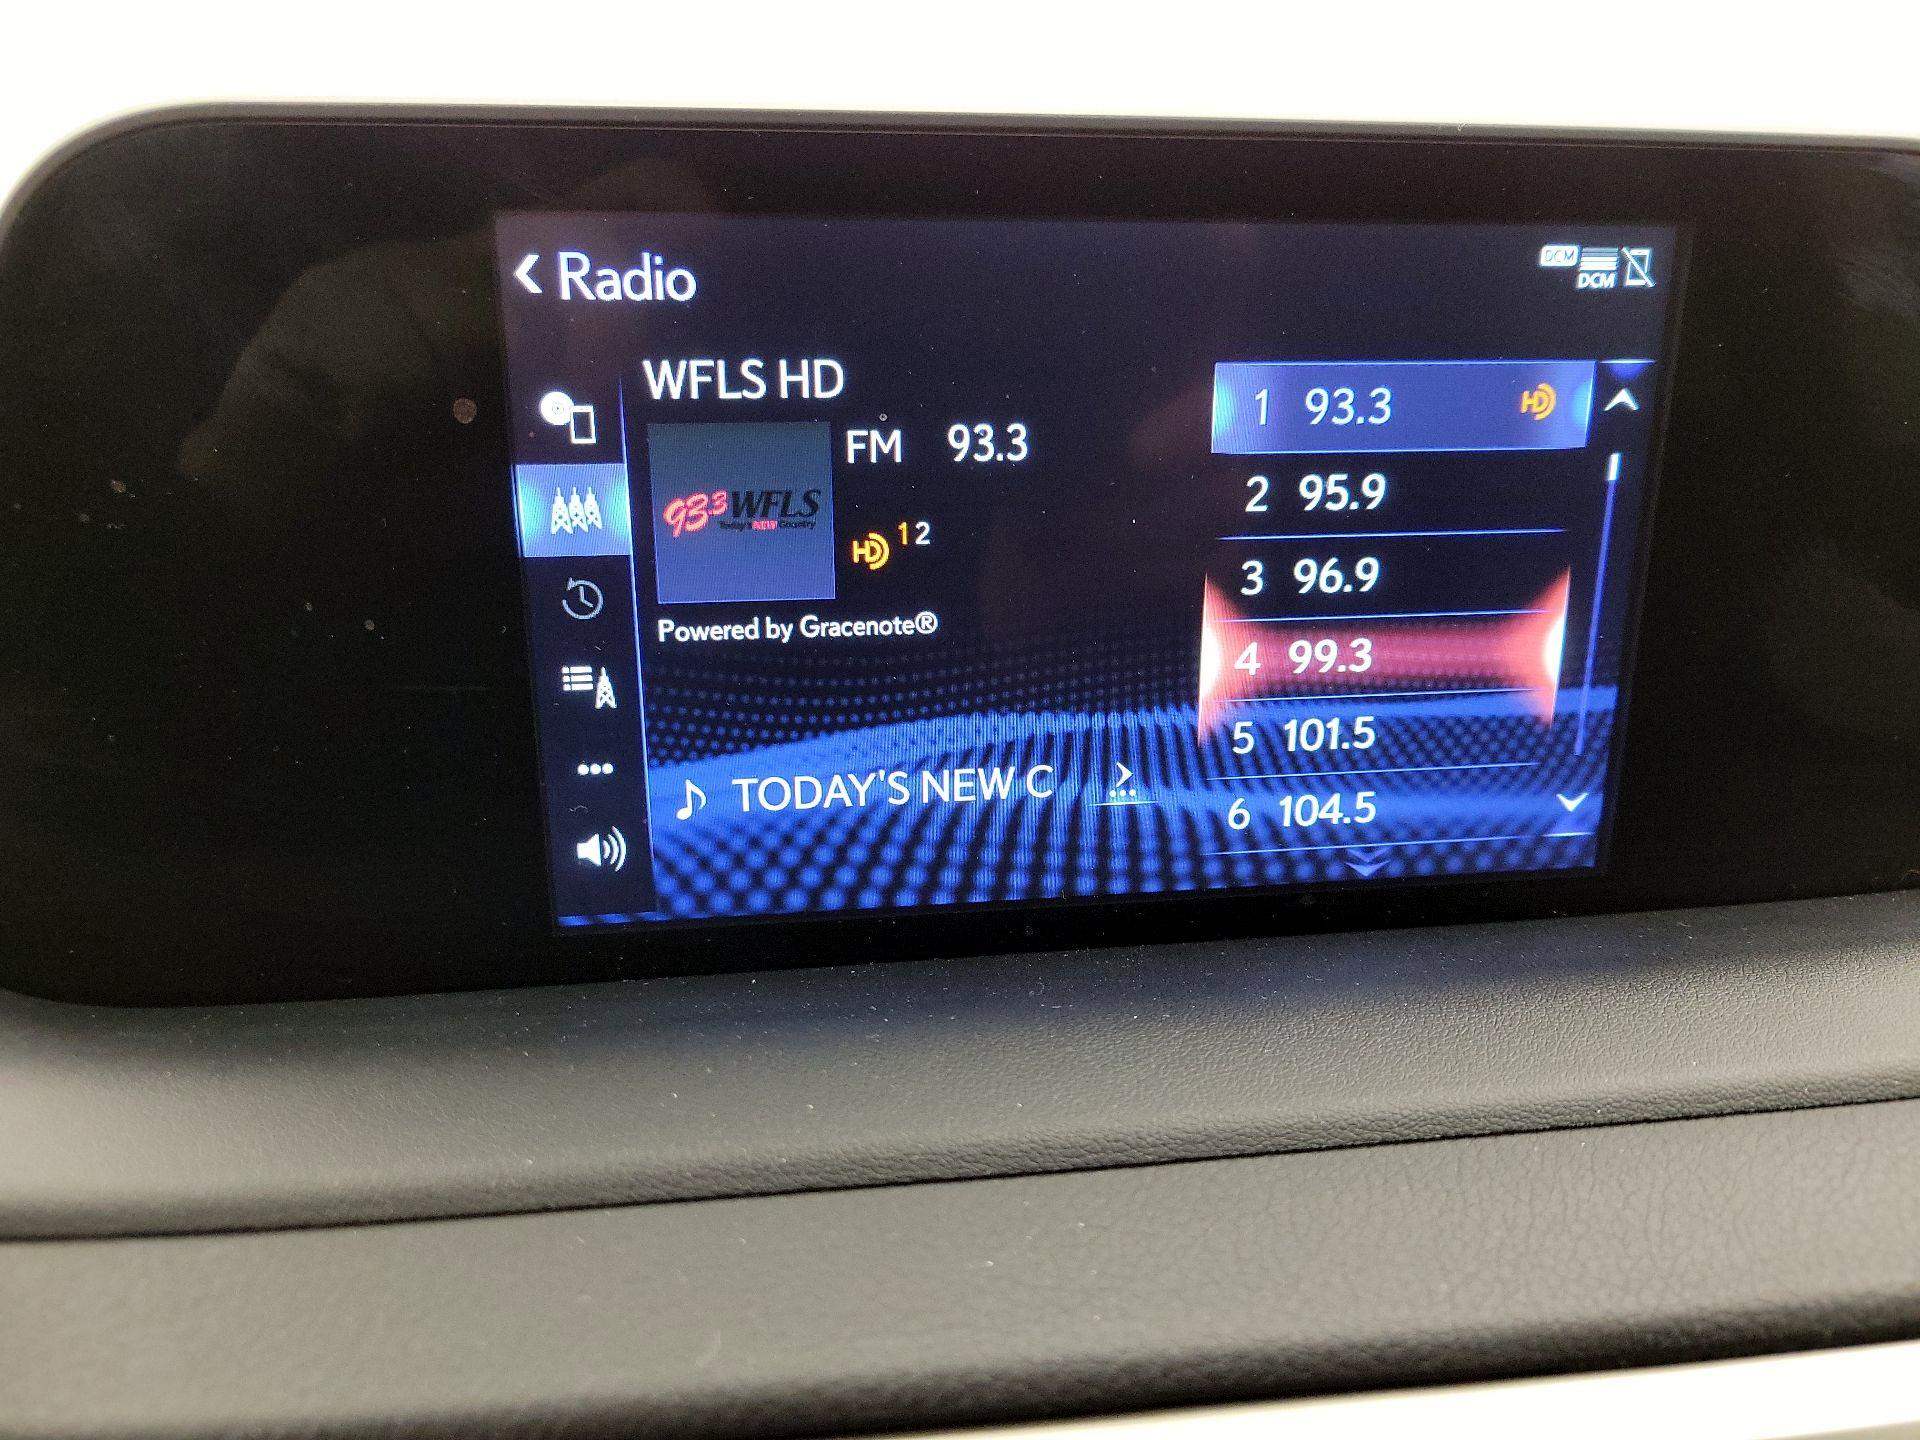 Radio
DCM
DCM
WFLS HD
FM 93.3
93.3 WFLS
Today's NEW Country
HD 1 2
Powered by Gracenote®
TODAY'S NEW C
1 93.3 HD
2 95.9
3 96.9
4 99.3
5 101.5
6 104.5